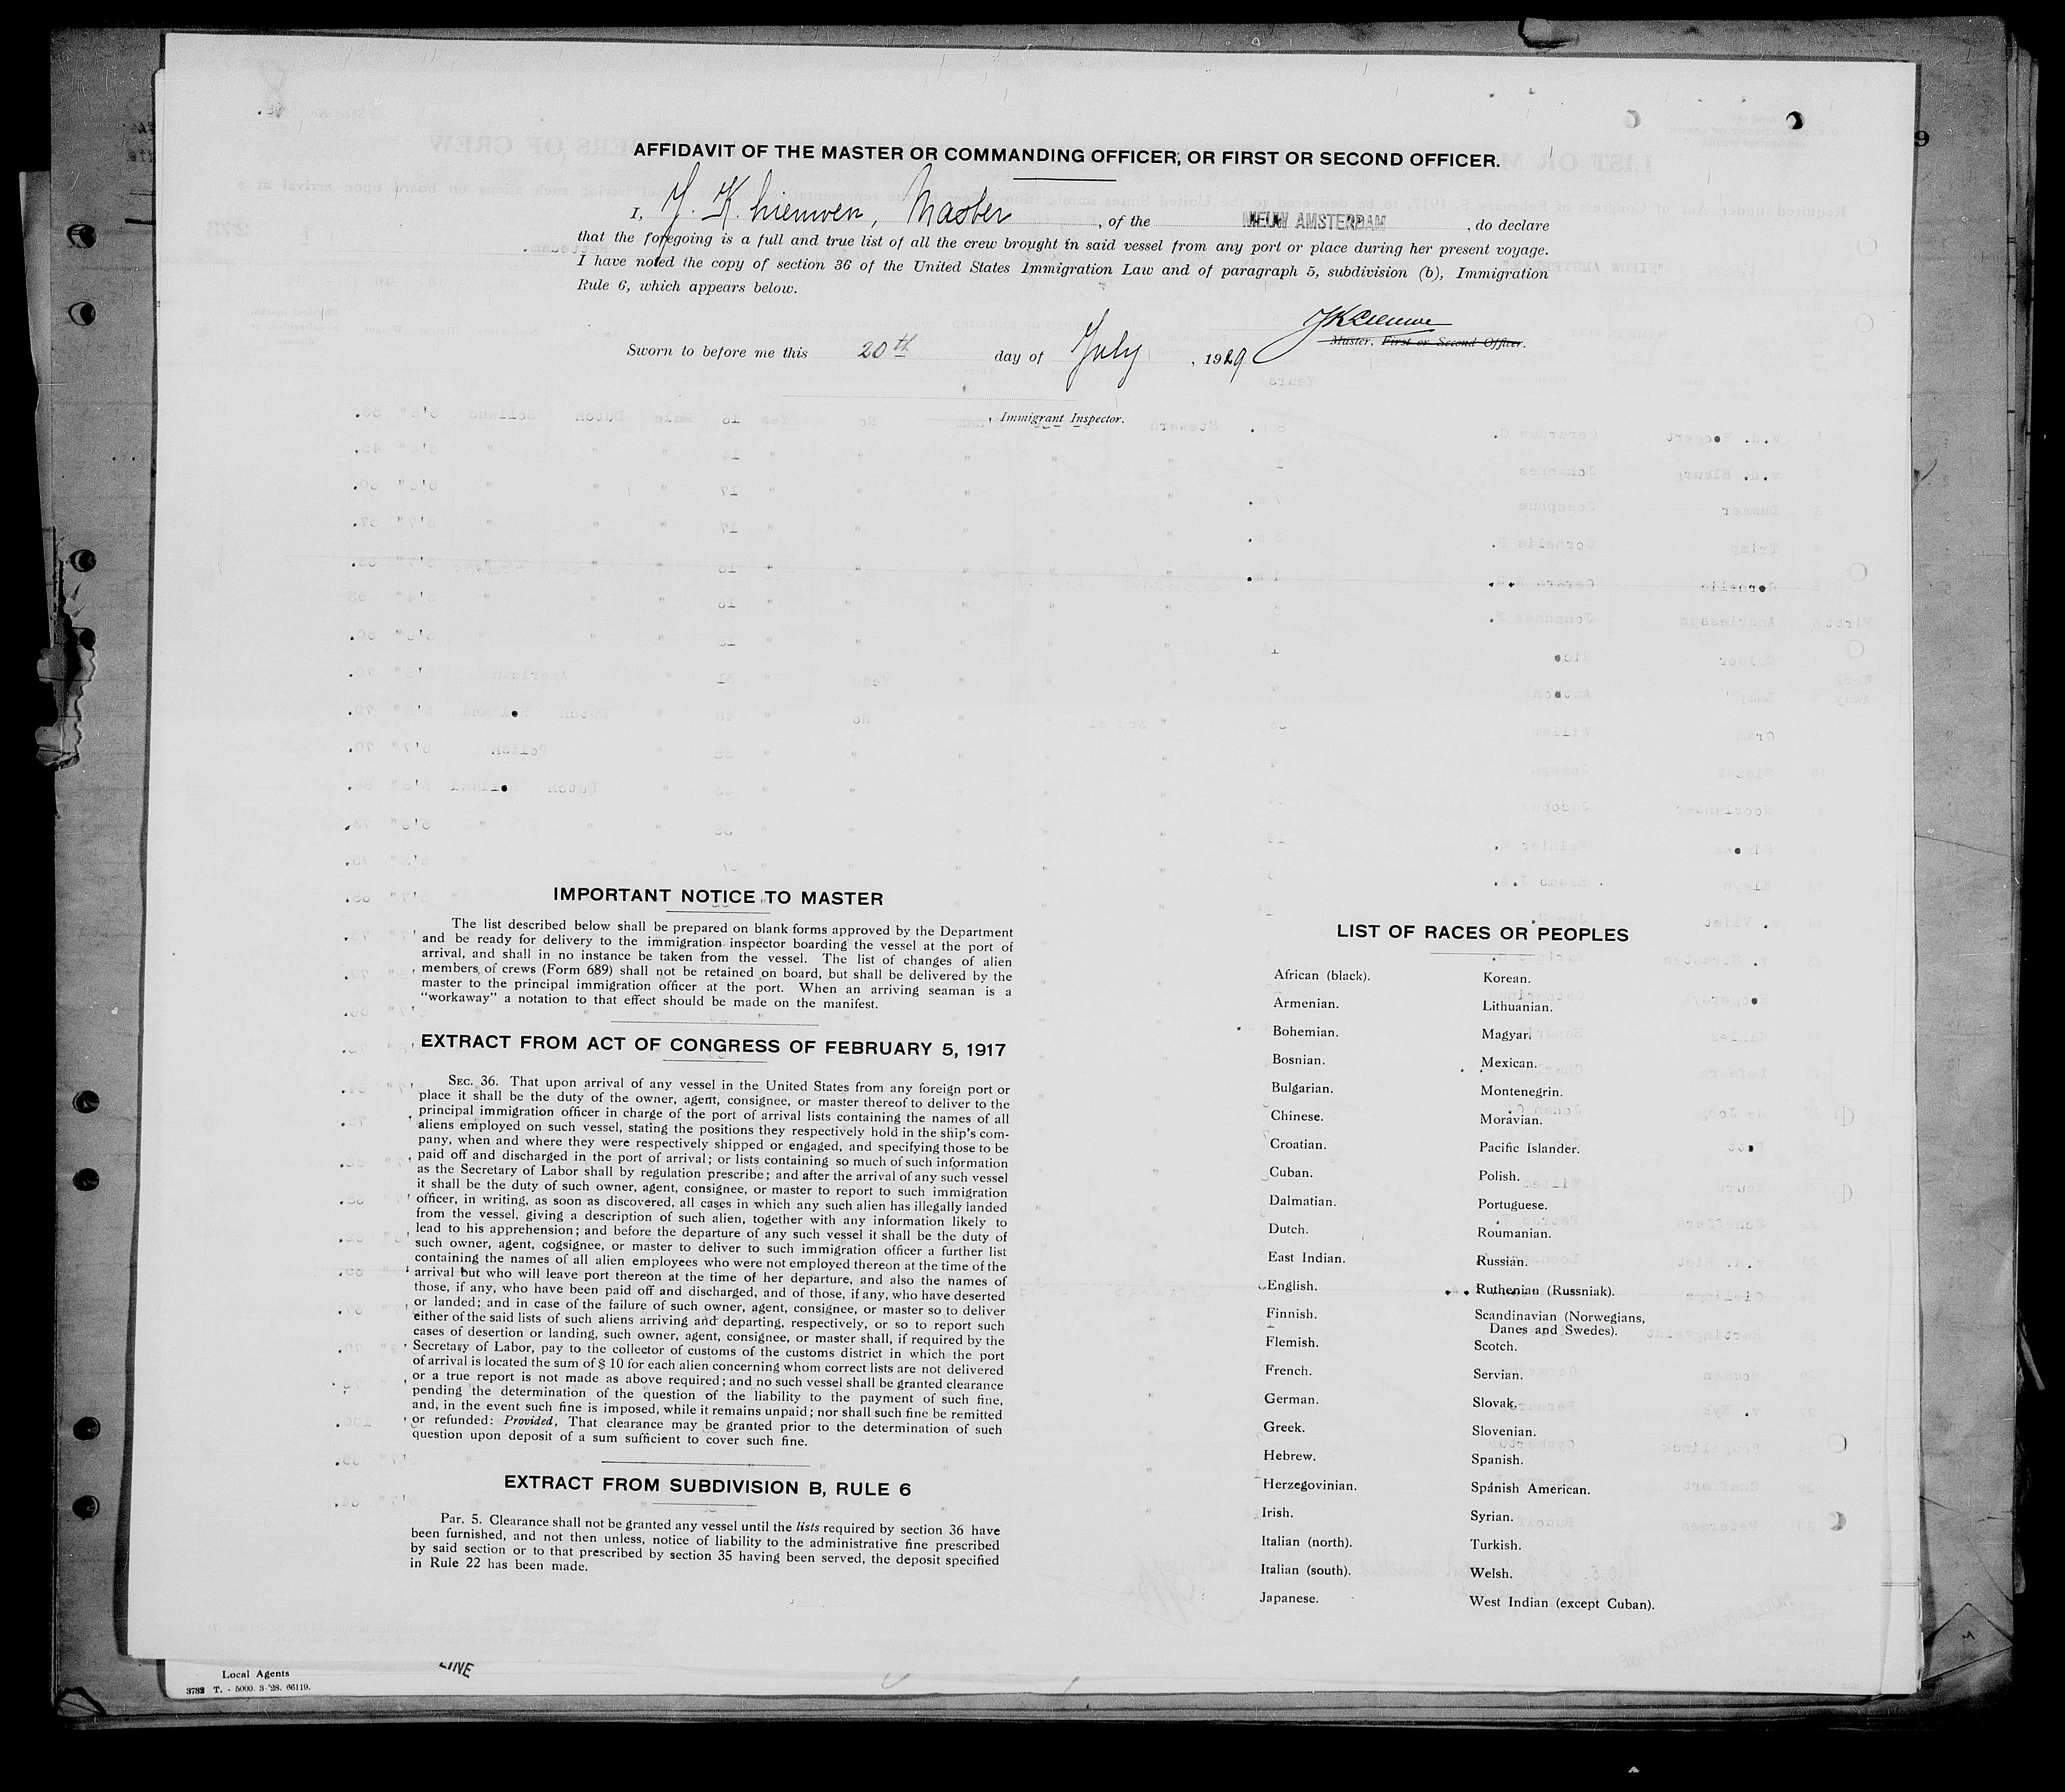 AFFIDAVIT OF THE MASTER OR COMMANDING OFFICER, OR FIRST OR SECOND OFFICER.
I, Y. K. Lieuwen, Master, of the NIEUW AMSTERDAM, do declare
that the foregoing is a full and true list of all the crew brought in said vessel from any port or place during her present voyage.
I have noted the copy of section 36 of the United States Immigration Law and of paragraph 5, subdivision (b), Immigration
Rule 6, which appears below.
Master, First or Second Officer.
Sworn to before me this 20th day of July, 1929
, Immigrant Inspector.
IMPORTANT NOTICE TO MASTER
The list described below shall be prepared on blank forms approved by the Department
and be ready for delivery to the immigration inspector boarding the vessel at the port of
arrival, and shall in no instance be taken from the vessel. The list of changes of alien
members of crews (Form 689) shall not be retained on board, but shall be delivered by the
master to the principal immigration officer at the port. When an arriving seaman is a
"workaway" a notation to that effect should be made on the manifest.
EXTRACT FROM ACT OF CONGRESS OF FEBRUARY 5, 1917
SEC. 36. That upon arrival of any vessel in the United States from any foreign port or
place it shall be the duty of the owner, agent, consignee, or master thereof to deliver to the
principal immigration officer in charge of the port of arrival lists containing the names of all
aliens employed on such vessel, stating the positions they respectively hold in the ship's com-
pany, when and where they were respectively shipped or engaged, and specifying those to be
paid off and discharged in the port of arrival; or lists containing so much of such information
as the Secretary of Labor shall by regulation prescribe; and after the arrival of any such vessel
it shall be the duty of such owner, agent, consignee, or master to report to such immigration
officer, in writing, as soon as discovered, all cases in which any such alien has illegally landed
from the vessel, giving a description of such alien, together with any information likely to
lead to his apprehension; and before the departure of any such vessel it shall be the duty of
such owner, agent, cogsignee, or master to deliver to such immigration officer a further list
containing the names of all alien employees who were not employed thereon at the time of the
arrival but who will leave port thereon at the time of her departure, and also the names of
those, if any, who have been paid off and discharged, and of those, if any, who have deserted
or landed; and in case of the failure of such owner, agent, consignee, or master so to deliver
either of the said lists of such aliens arriving and departing, respectively, or so to report such
cases of desertion or landing, such owner, agent, consignee, or master shall, if required by the
Secretary of Labor, pay to the collector of customs of the customs district in which the port
of arrival is located the sum of $ 10 for each alien concerning whom correct lists are not delivered
or a true report is not made as above required; and no such vessel shall be granted clearance
pending the determination of the question of the liability to the payment of such fine,
and, in the event such fine is imposed, while it remains unpaid; nor shall such fine be remitted
or refunded: Provided, That clearance may be granted prior to the determination of such
question upon deposit of a sum sufficient to cover such fine.
EXTRACT FROM SUBDIVISION B, RULE 6
Par. 5. Clearance shall not be granted any vessel until the lists required by section 36 have
been furnished, and not then unless, notice of liability to the administrative fine prescribed
by said section or to that prescribed by section 35 having been served, the deposit specified
in Rule 22 has been made.
LIST OF RACES OR PEOPLES
African (black).
Armenian.
Bohemian.
Bosnian.
Bulgarian.
Chinese.
Croatian.
Cuban.
Dalmatian.
Dutch.
East Indian.
English.
Finnish.
Flemish.
French.
German.
Greek.
Hebrew.
Herzegovinian.
Irish.
Italian (north).
Italian (south).
Japanese.
Korean.
Lithuanian.
Magyar.
Mexican.
Montenegrin.
Moravian.
Pacific Islander.
Polish.
Portuguese.
Roumanian.
Russian.
Ruthenian (Russniak).
Scandinavian (Norwegians,
Danes and Swedes).
Scotch.
Servian.
Slovak.
Slovenian.
Spanish.
Spanish American.
Syrian.
Turkish.
Welsh.
West Indian (except Cuban).
LINE
Local Agents
3782 T. - 5000. 3-'28. 66119.